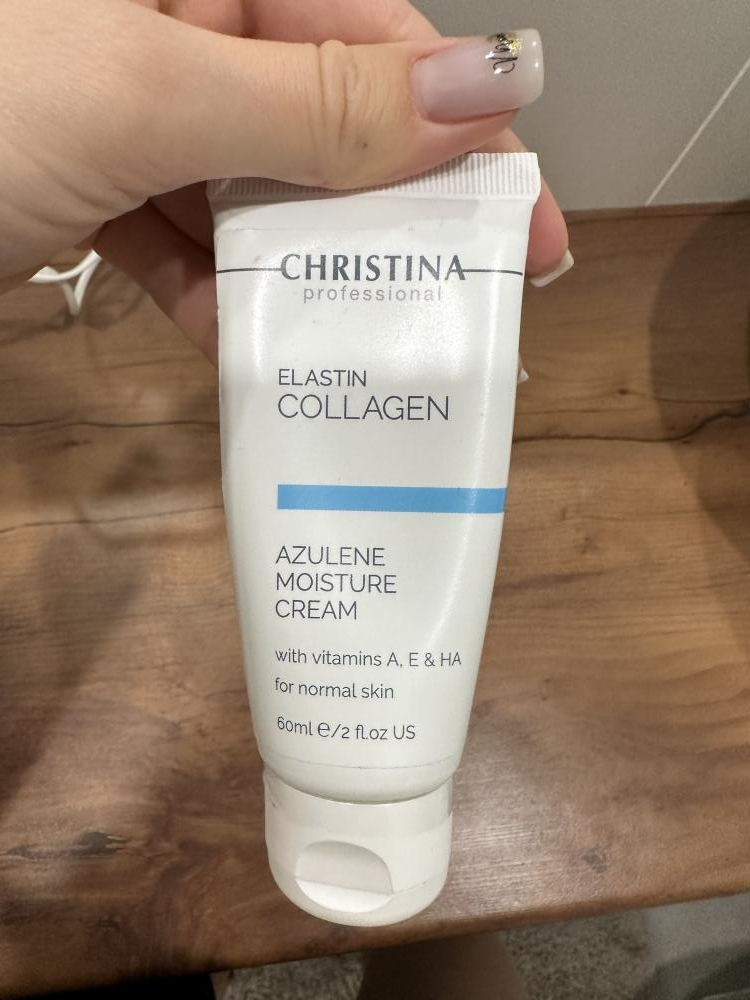 CHRISTINA
professional
ELASTIN
COLLAGEN
AZULENE
MOISTURE
CREAM
with vitamins A, E & HA
for normal skin
60ml ℮/2 fl.oz US